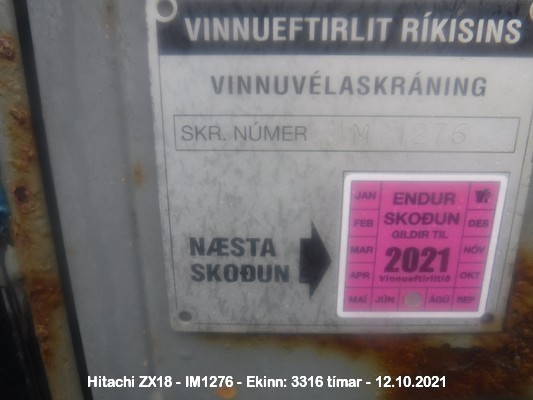 VINNUEFTIRLIT RÍKISINS
VINNUVÉLASKRÁNING
SKR. NÚMER IM 1276
NÆSTA
SKOÐUN
JAN
FEB
MAR
APR
MAÍ JÚN ÁGÚ SEP
OKT
NÓV
DES
ENDUR
SKOÐUN
GILDIR TIL
2021
Vinnueftirlitið
Hitachi ZX18 - IM1276 - Ekinn: 3316 tímar - 12.10.2021